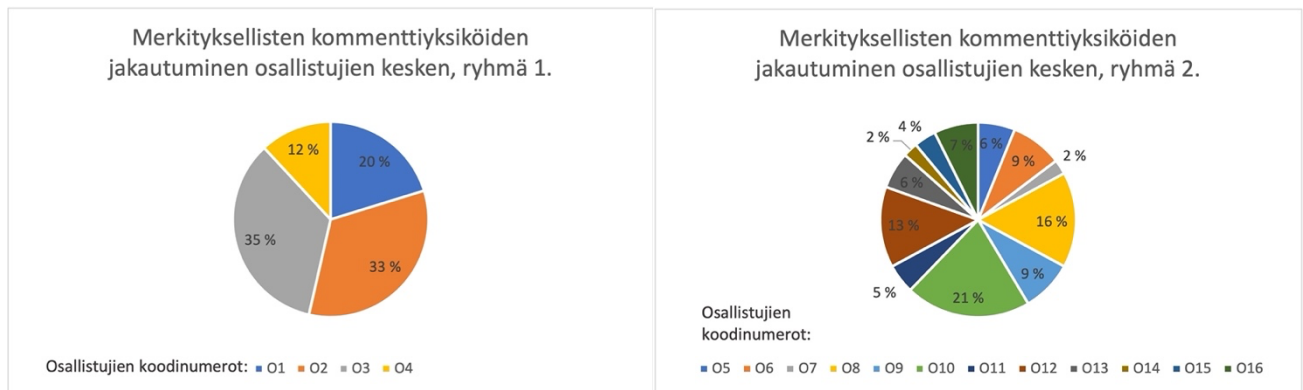 Merkityksellisten kommenttiyksiköiden
jakautuminen osallistujien kesken, ryhmä 1.
12 %
20 %
35 %
33 %
Osallistujien koodinumerot:
O1 O2 O3 O4
Merkityksellisten kommenttiyksiköiden
jakautuminen osallistujien kesken, ryhmä 2.
4 %
2 %
7 %
6 %
9 %
2 %
6 %
13 %
16 %
9 %
5 %
21 %
Osallistujien
koodinumerot:
O5 O6 O7 O8 O9 O10 O11 O12 O13 O14 O15 O16